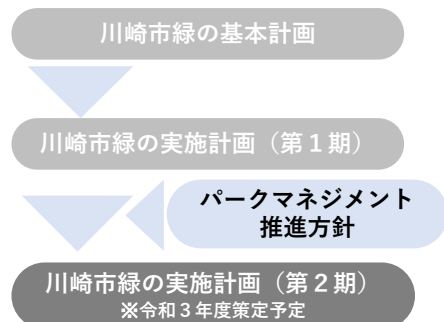 川崎市緑の基本計画
川崎市緑の実施計画（第１期）
パークマネジメント
推進方針
川崎市緑の実施計画（第２期）
※令和３年度策定予定